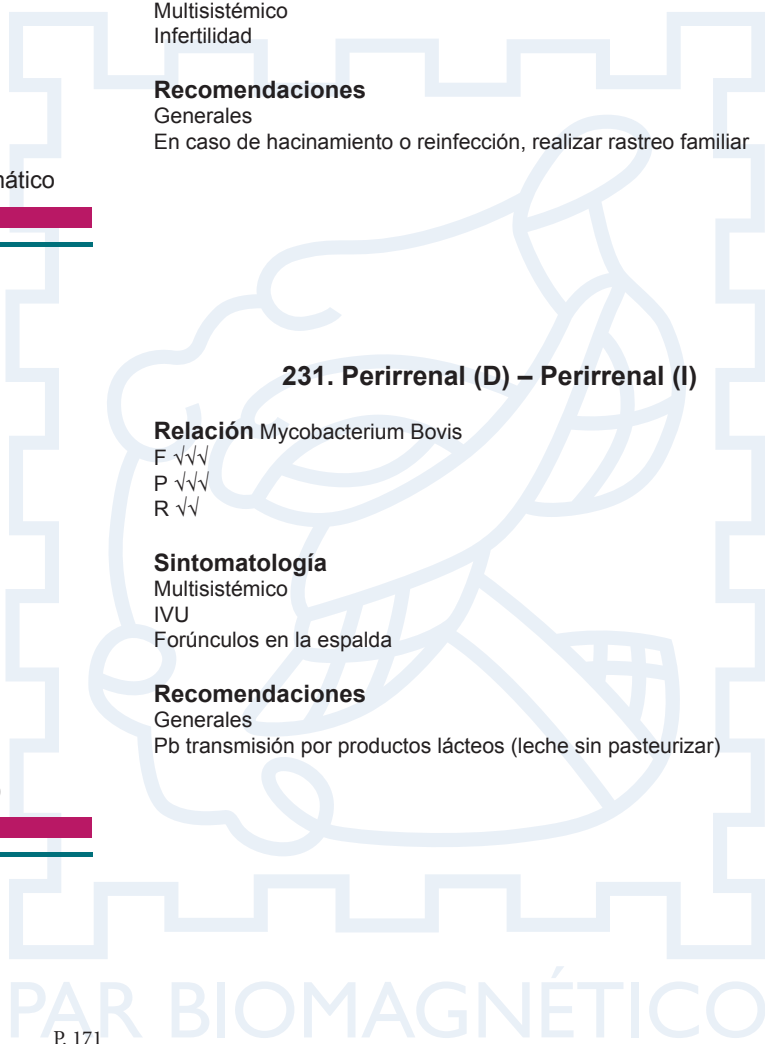 Multisistémico
Infertilidad
Recomendaciones
Generales
En caso de hacinamiento o reinfección, realizar rastreo familiar
231. Perirrenal (D) – Perirrenal (I)
Relación Mycobacterium Bovis
F √√√
P √√√
R √√
Sintomatología
Multisistémico
IVU
Forúnculos en la espalda
Recomendaciones
Generales
Pb transmisión por productos lácteos (leche sin pasteurizar)
PAR BIOMAGNÉTICO
P. 171